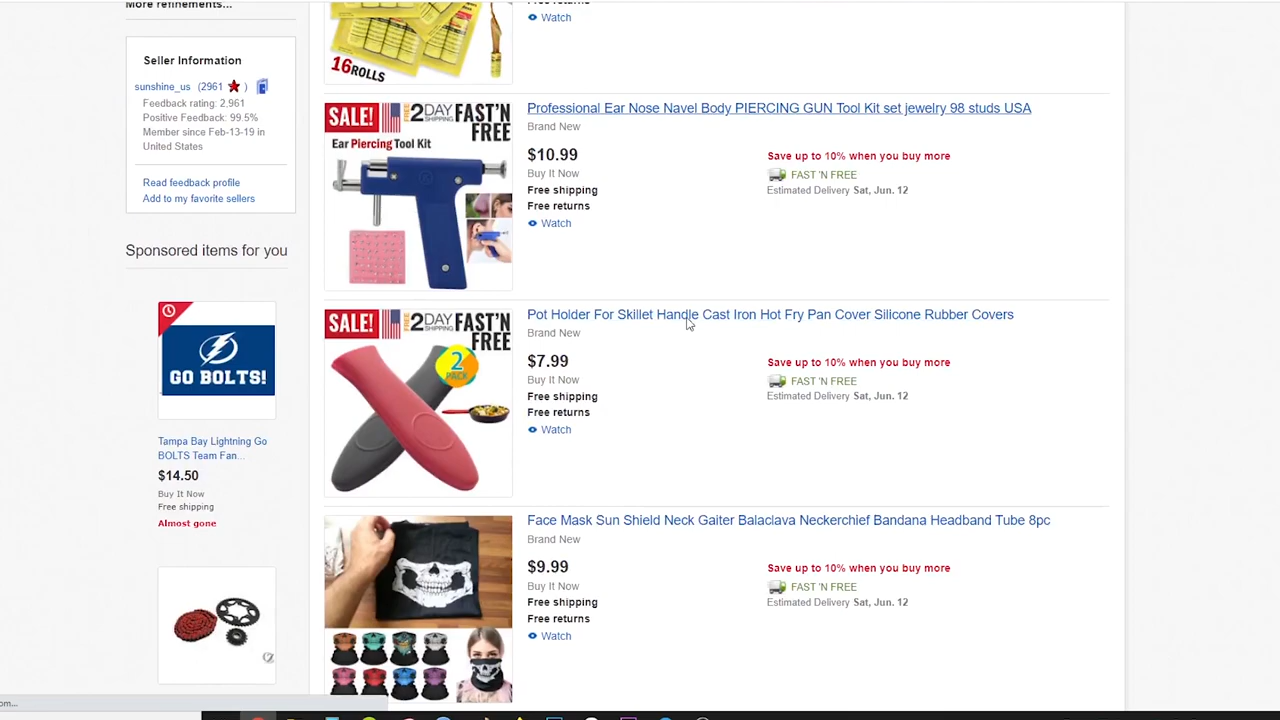 More refinements...
Seller Information
sunshine_us (2961 )
Feedback rating: 2,961
Positive Feedback: 99.5%
Member since Feb-13-19 in
United States
Read feedback profile
Add to my favorite sellers
Sponsored items for you
GO BOLTS!
Tampa Bay Lightning Go
BOLTS Team Fan...
$14.50
Buy It Now
Free shipping
Almost gone
om...
Free returns
Watch
16ROLLS
SALE!
FREE 2DAY SHIPPING
FAST'N FREE
Ear Piercing Tool Kit
Professional Ear Nose Navel Body PIERCING GUN Tool Kit set jewelry 98 studs USA
Brand New
$10.99
Buy It Now
Free shipping
Free returns
Watch
Save up to 10% when you buy more
FAST 'N FREE
Estimated Delivery Sat, Jun. 12
SALE!
FREE 2DAY SHIPPING
FAST'N FREE
2 PACK
Pot Holder For Skillet Handle Cast Iron Hot Fry Pan Cover Silicone Rubber Covers
Brand New
$7.99
Buy It Now
Free shipping
Free returns
Watch
Save up to 10% when you buy more
FAST 'N FREE
Estimated Delivery Sat, Jun. 12
Face Mask Sun Shield Neck Gaiter Balaclava Neckerchief Bandana Headband Tube 8pc
Brand New
$9.99
Buy It Now
Free shipping
Free returns
Watch
Save up to 10% when you buy more
FAST 'N FREE
Estimated Delivery Sat, Jun. 12